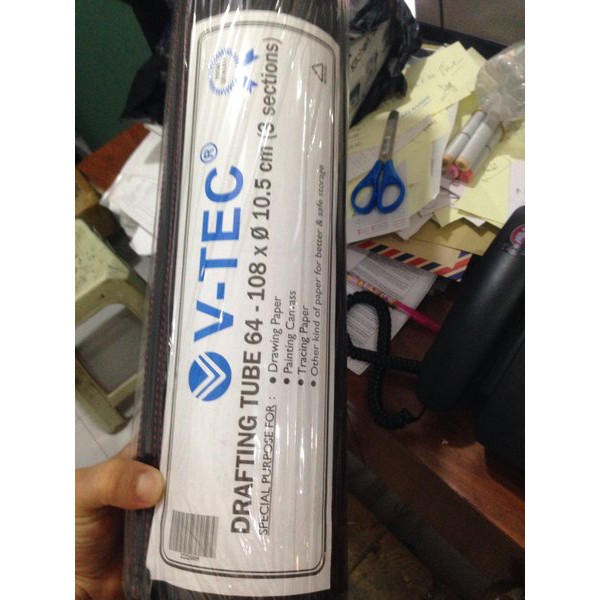 V-TEC®
DRAFTING TUBE 64 - 108 x Ø 10.5 cm (3 sections)
SPECIAL PURPOSE FOR :
• Drawing Paper
• Painting Canvass
• Tracing Paper
• Other kind of paper for better & safe storage